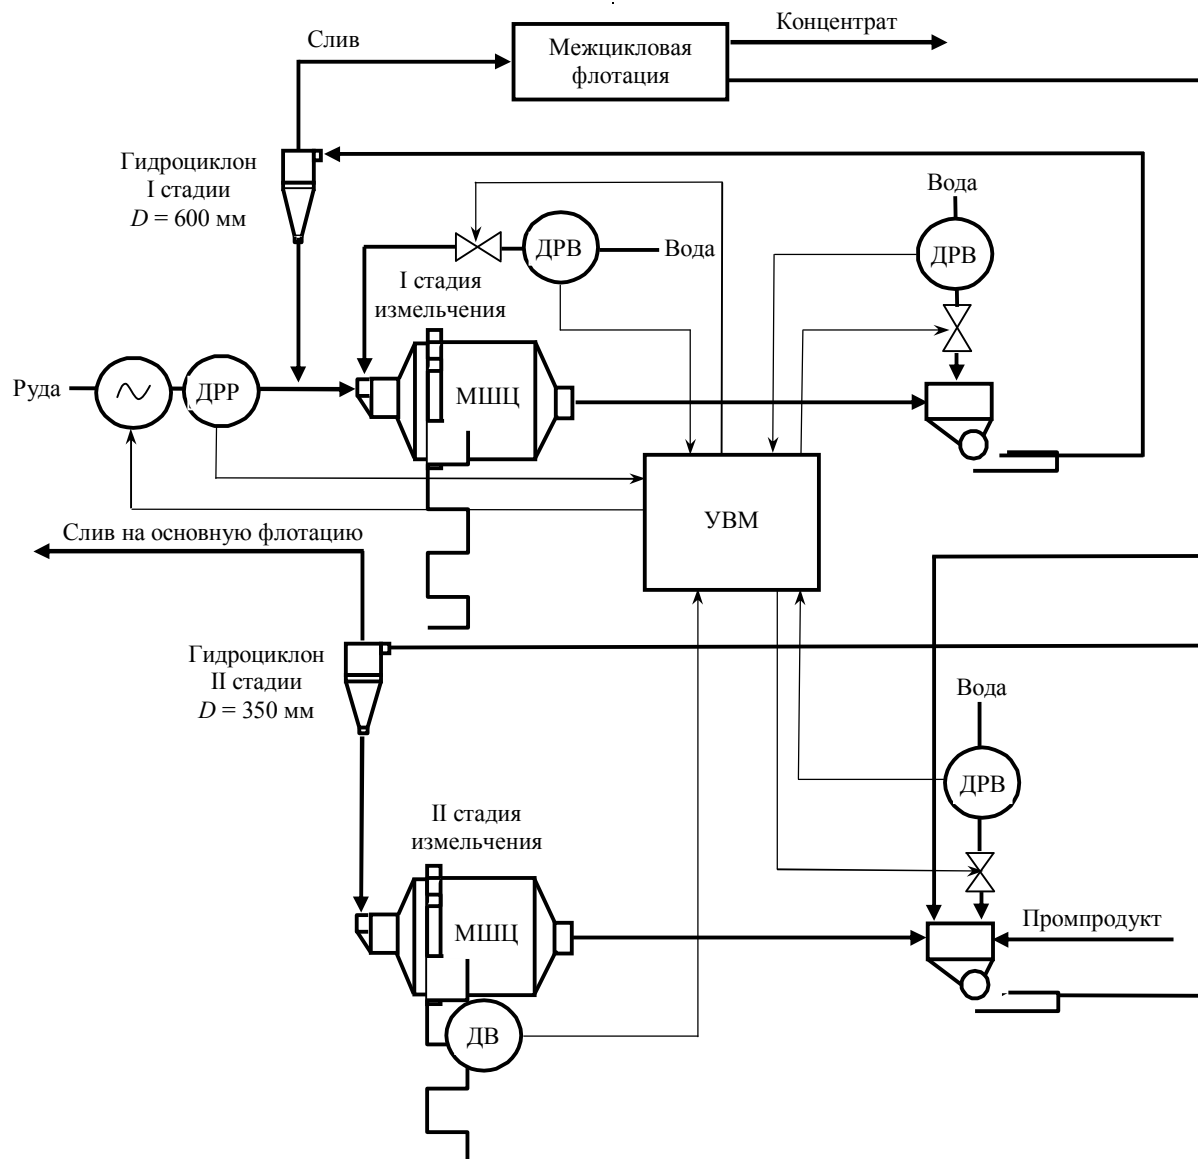 Концентрат
Слив
Межцикловая
флотация
Гидроциклон
I стадии
D = 600 мм
Вода
ДРВ
Вода
ДРВ
I стадия
измельчения
Руда
ДРР
МШЦ
УВМ
Слив на основную флотацию
Гидроциклон
II стадии
D = 350 мм
Вода
ДРВ
II стадия
измельчения
МШЦ
Промпродукт
ДВ